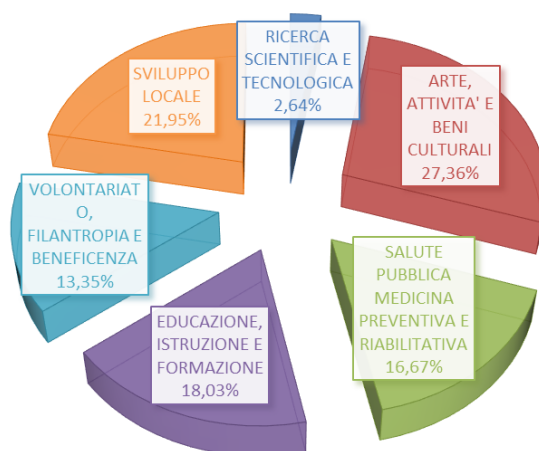 RICERCA
SCIENTIFICA E
TECNOLOGICA
2,64%
ARTE,
ATTIVITA' E
BENI
CULTURALI
27,36%
SALUTE
PUBBLICA
MEDICINA
PREVENTIVA E
RIABILITATIVA
16,67%
EDUCAZIONE,
ISTRUZIONE E
FORMAZIONE
18,03%
VOLONTARIAT
O,
FILANTROPIA E
BENEFICENZA
13,35%
SVILUPPO
LOCALE
21,95%